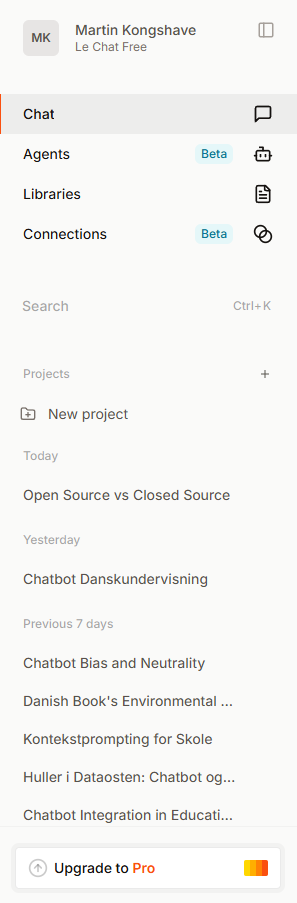 MK
Martin Kongshave
Le Chat Free
Chat
Agents Beta
Libraries
Connections Beta
Search Ctrl+K
Projects +
New project
Today
Open Source vs Closed Source
Yesterday
Chatbot Danskundervisning
Previous 7 days
Chatbot Bias and Neutrality
Danish Book's Environmental ...
Kontekstprompting for Skole
Huller i Dataosten: Chatbot og...
Chatbot Integration in Educati...
Upgrade to Pro